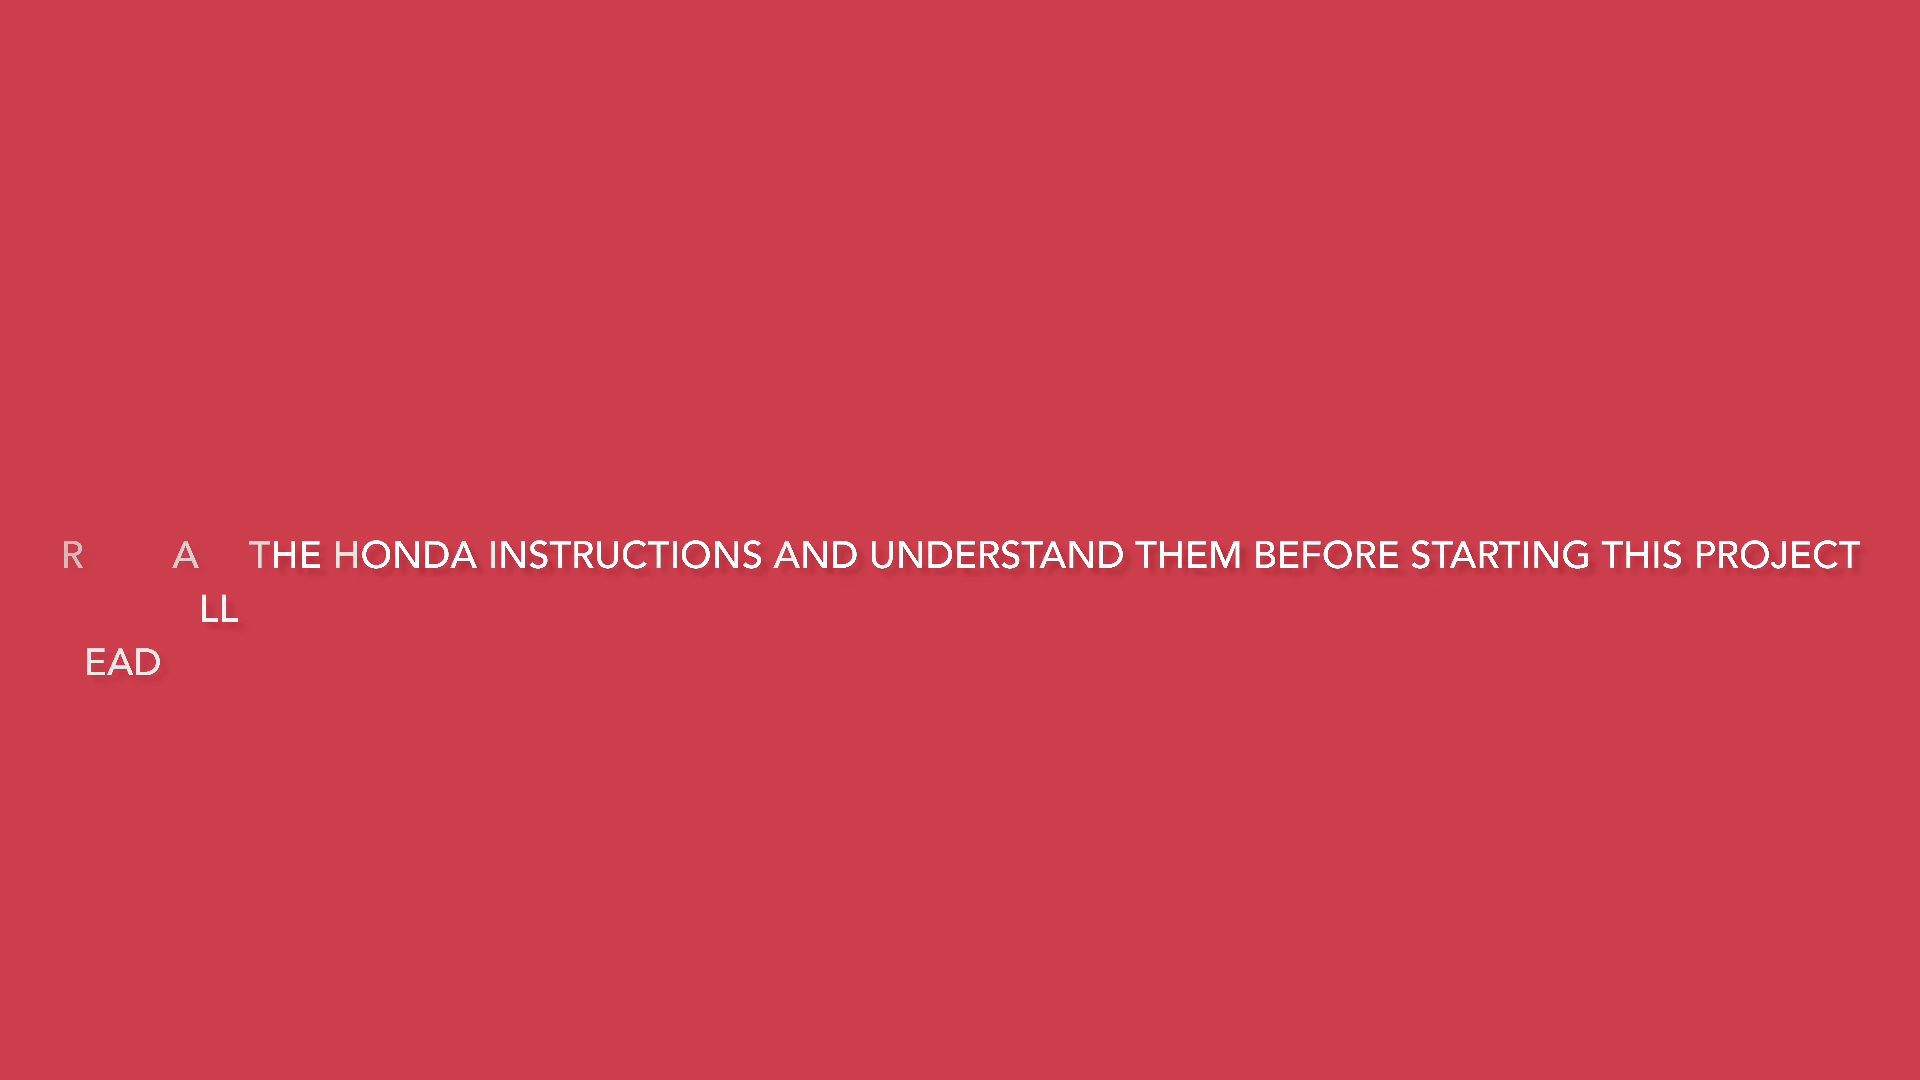 R A THE HONDA INSTRUCTIONS AND UNDERSTAND THEM BEFORE STARTING THIS PROJECT
LL
EAD